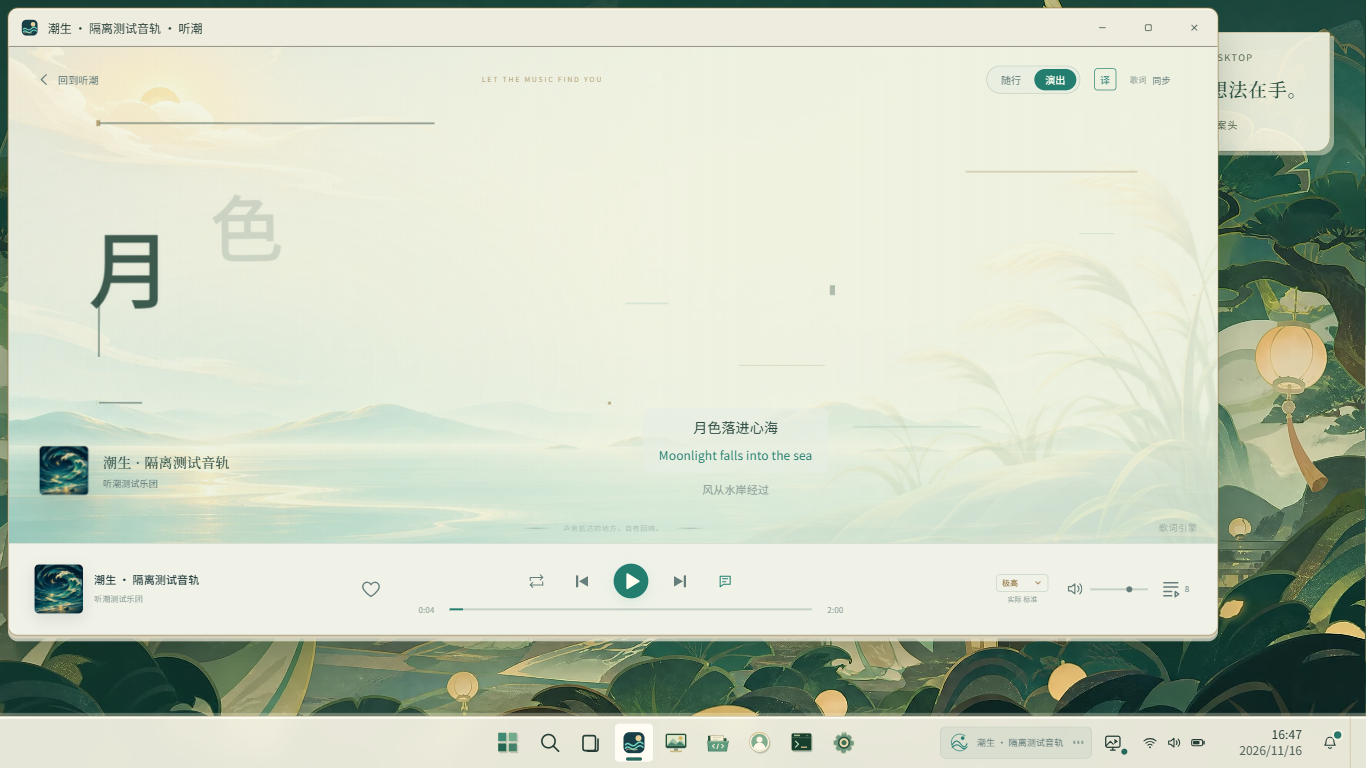 潮生 · 隔离测试音轨 · 听潮
SKTOP
想法在手。
案头
回到听潮
LET THE MUSIC FIND YOU
随行
演出
译
歌词 同步
色
月
月色落进心海
Moonlight falls into the sea
风从水岸经过
潮生 · 隔离测试音轨
听潮测试乐团
歌词引擎
潮生 · 隔离测试音轨
听潮测试乐团
0:04
2:00
极高
实际 标准
8
潮生 · 隔离测试音轨
16:47
2026/11/16